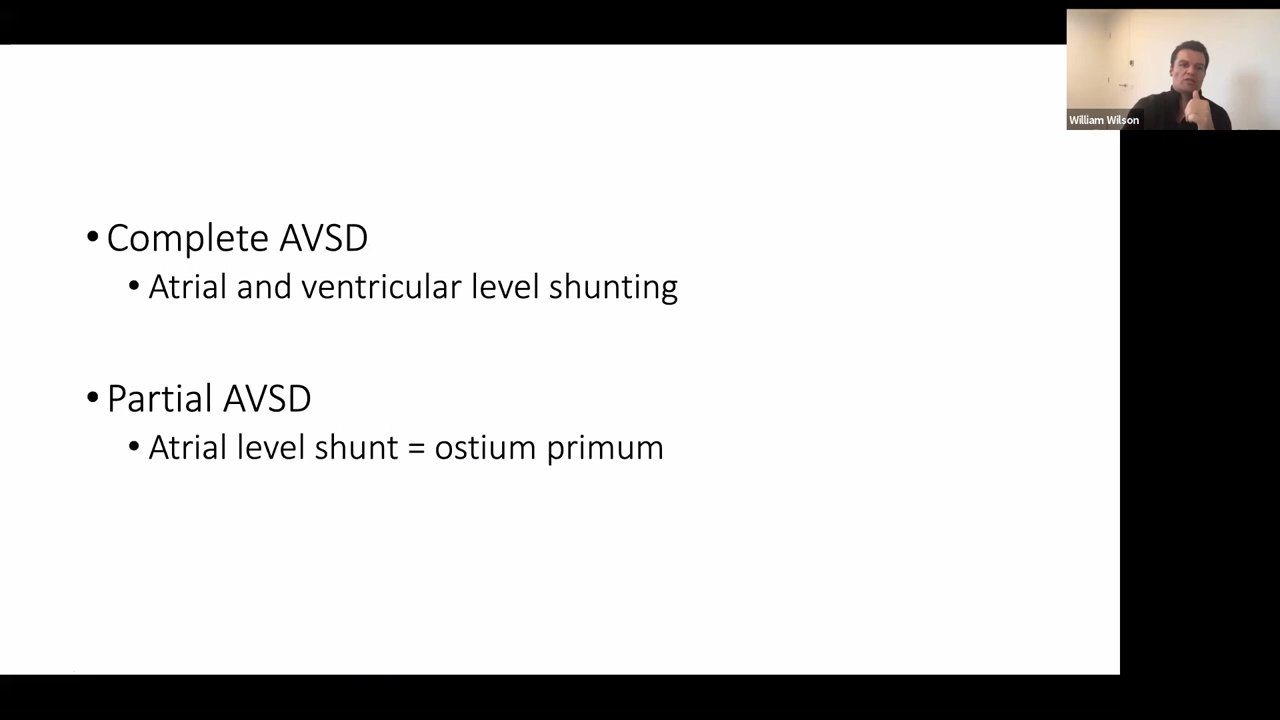 William Wilson
• Complete AVSD
• Atrial and ventricular level shunting
• Partial AVSD
• Atrial level shunt = ostium primum